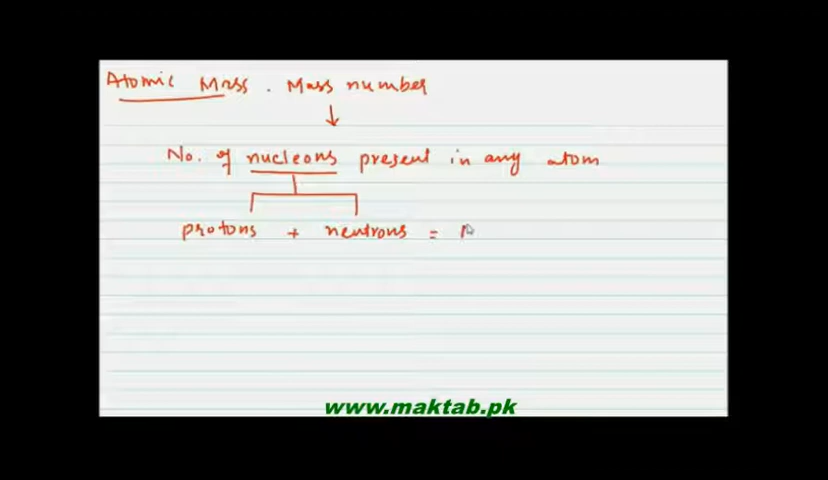 Atomic Mass . Mass number
No. of nucleons present in any atom
protons + neutrons =
www.maktab.pk